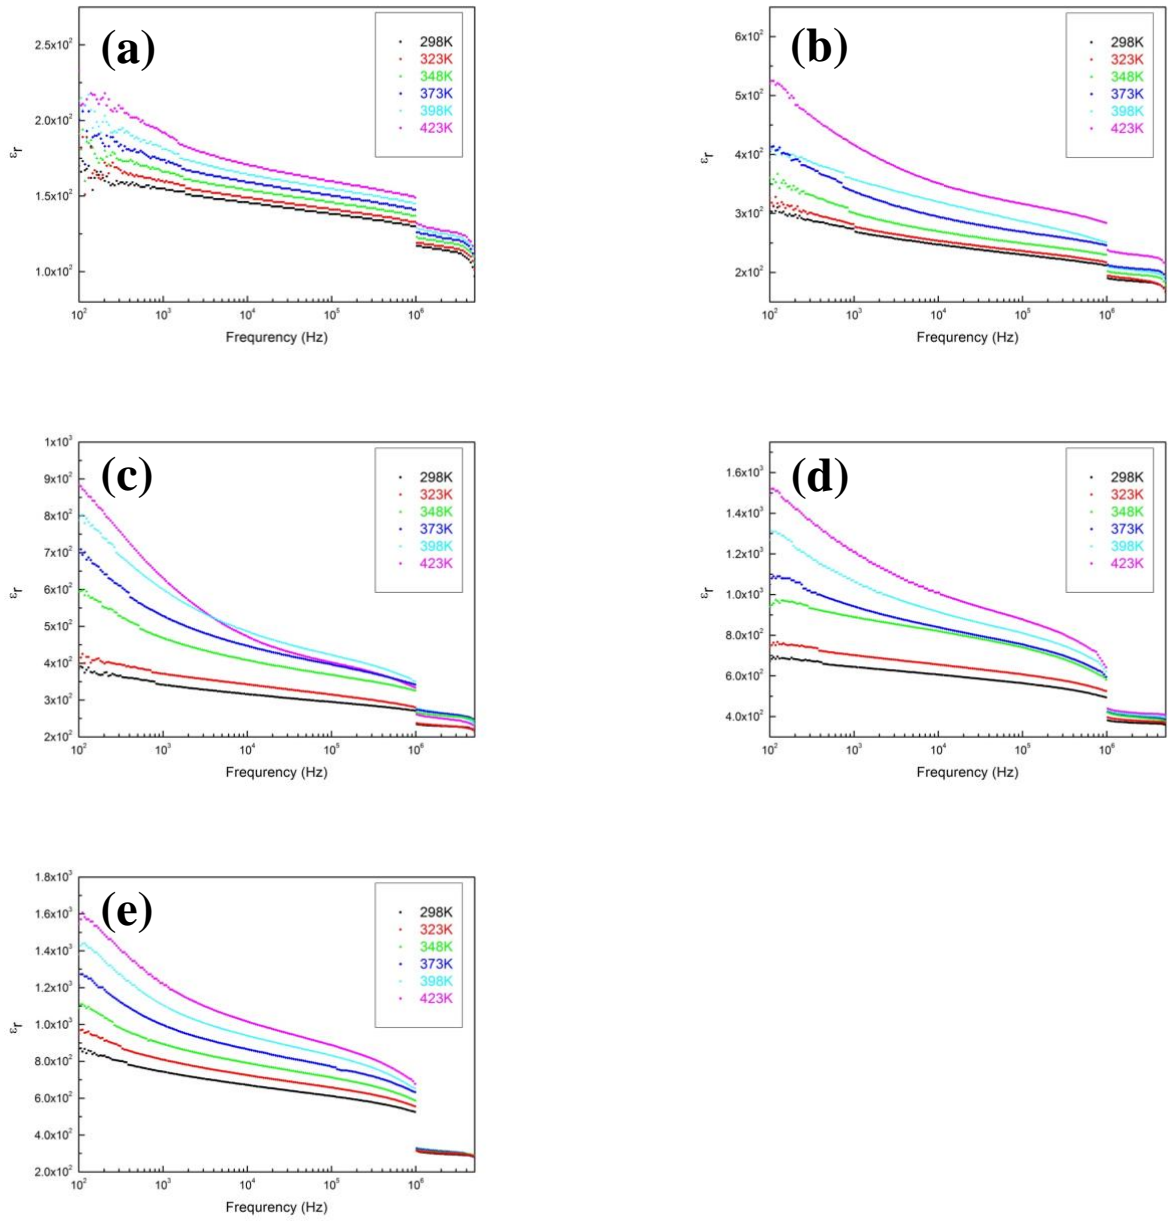 (a)
2.5x10²
2.0x10²
1.5x10²
1.0x10²
εr
298K
323K
348K
373K
398K
423K
10² 10³ 10⁴ 10⁵ 10⁶
Frequrency (Hz)
(b)
6x10²
5x10²
4x10²
3x10²
2x10²
εr
298K
323K
348K
373K
398K
423K
10² 10³ 10⁴ 10⁵ 10⁶
Frequrency (Hz)
(c)
1x10³
9x10²
8x10²
7x10²
6x10²
5x10²
4x10²
3x10²
2x10²
εr
298K
323K
348K
373K
398K
423K
10² 10³ 10⁴ 10⁵ 10⁶
Frequrency (Hz)
(d)
1.6x10³
1.4x10³
1.2x10³
1.0x10³
8.0x10²
6.0x10²
4.0x10²
εr
298K
323K
348K
373K
398K
423K
10² 10³ 10⁴ 10⁵ 10⁶
Frequrency (Hz)
(e)
1.8x10³
1.6x10³
1.4x10³
1.2x10³
1.0x10³
8.0x10²
6.0x10²
4.0x10²
2.0x10²
εr
298K
323K
348K
373K
398K
423K
10² 10³ 10⁴ 10⁵ 10⁶
Frequrency (Hz)